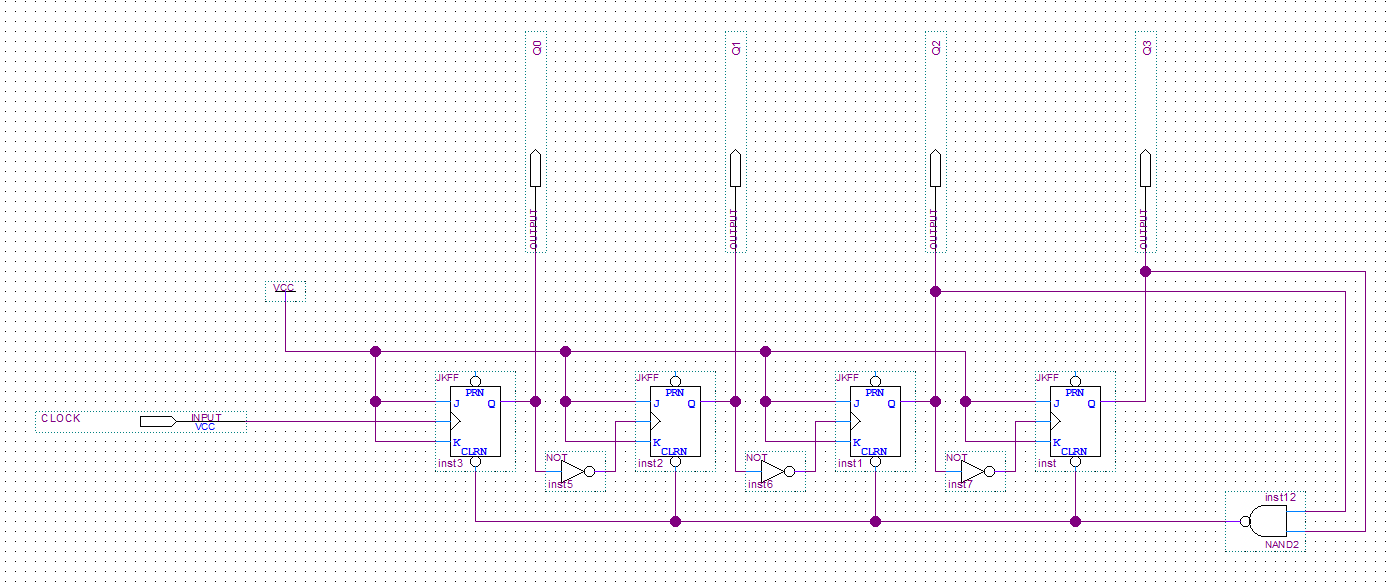 Q0
Q1
Q2
Q3
OUTPUT
OUTPUT
OUTPUT
OUTPUT
VCC
JKFF
PRN
J
Q
K
CLRN
inst3
JKFF
PRN
J
Q
K
CLRN
inst2
JKFF
PRN
J
Q
K
CLRN
inst1
JKFF
PRN
J
Q
K
CLRN
inst
CLOCK
INPUT
VCC
NOT
inst5
NOT
inst6
NOT
inst7
inst12
NAND2